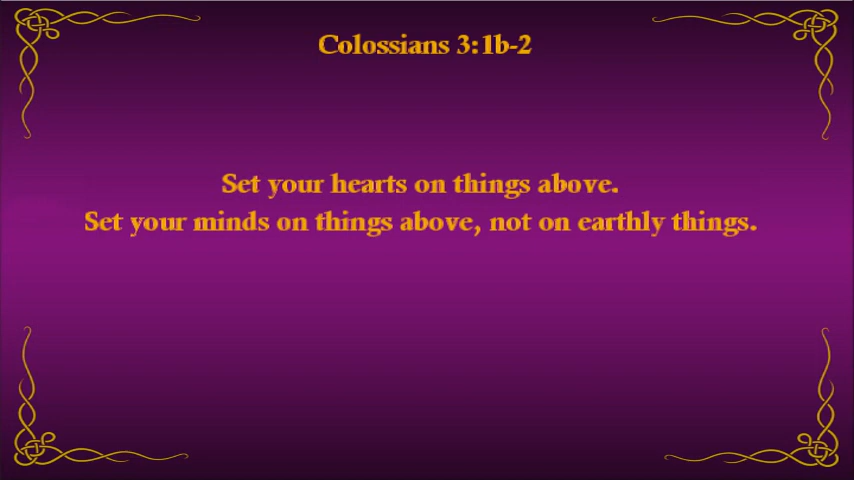 Colossians 3:1b-2
Set your hearts on things above.
Set your minds on things above, not on earthly things.